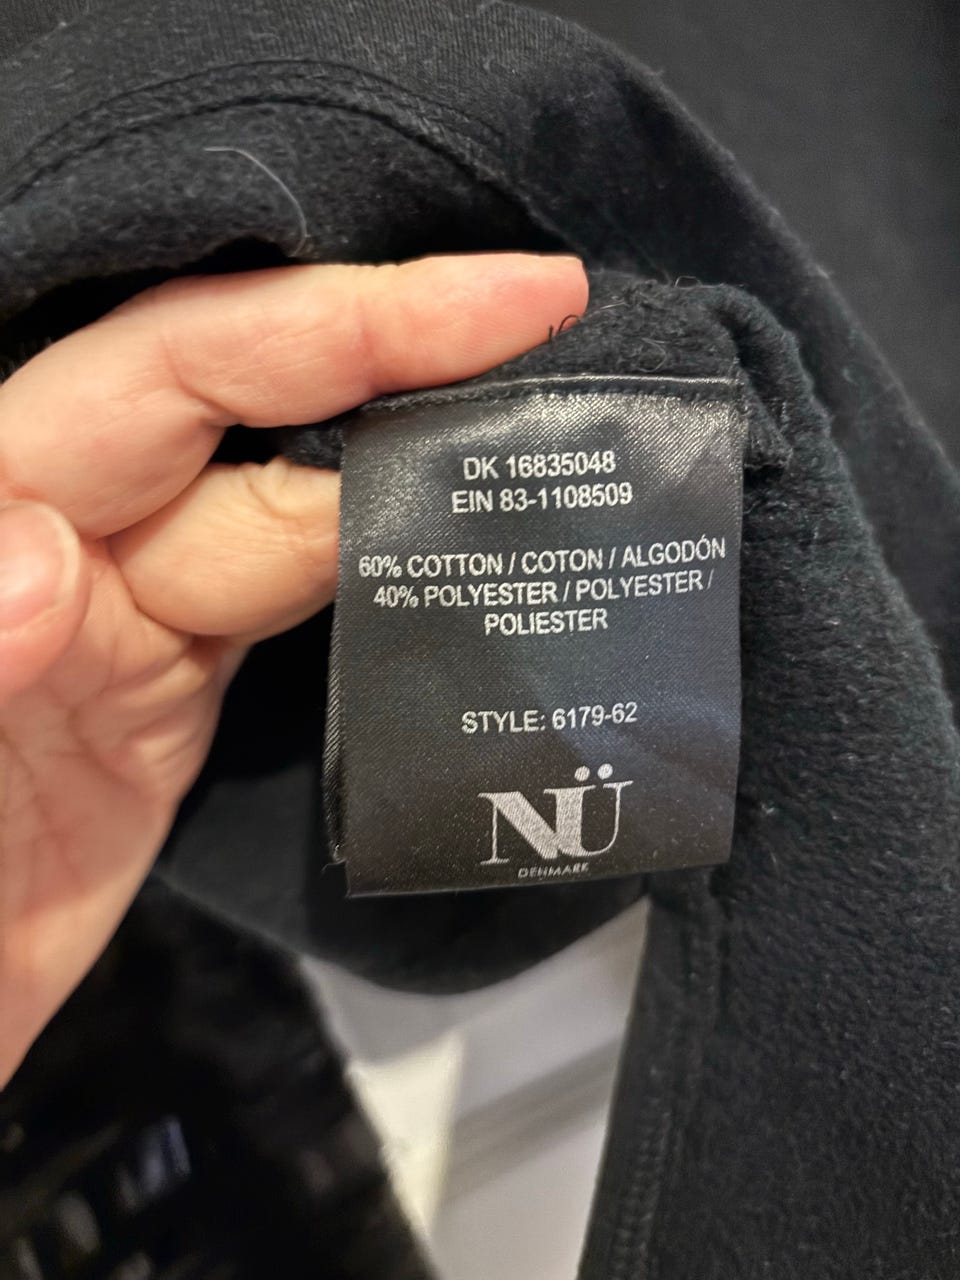 DK 16835048
EIN 83-1108509
60% COTTON / COTON / ALGODÓN
40% POLYESTER / POLYESTER /
POLIESTER
STYLE: 6179-62
NÜ
DENMARK